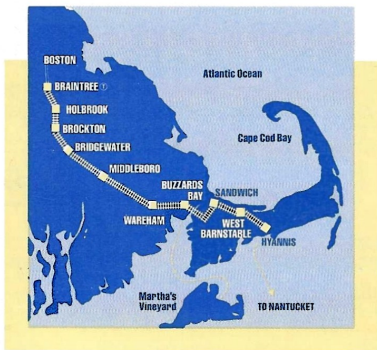 BOSTON
Atlantic Ocean
BRAINTREE Ⓣ
HOLBROOK
BROCKTON
Cape Cod Bay
BRIDGEWATER
MIDDLEBORO
BUZZARDS
BAY
SANDWICH
WAREHAM
WEST
BARNSTABLE
HYANNIS
Martha's
Vineyard
TO NANTUCKET